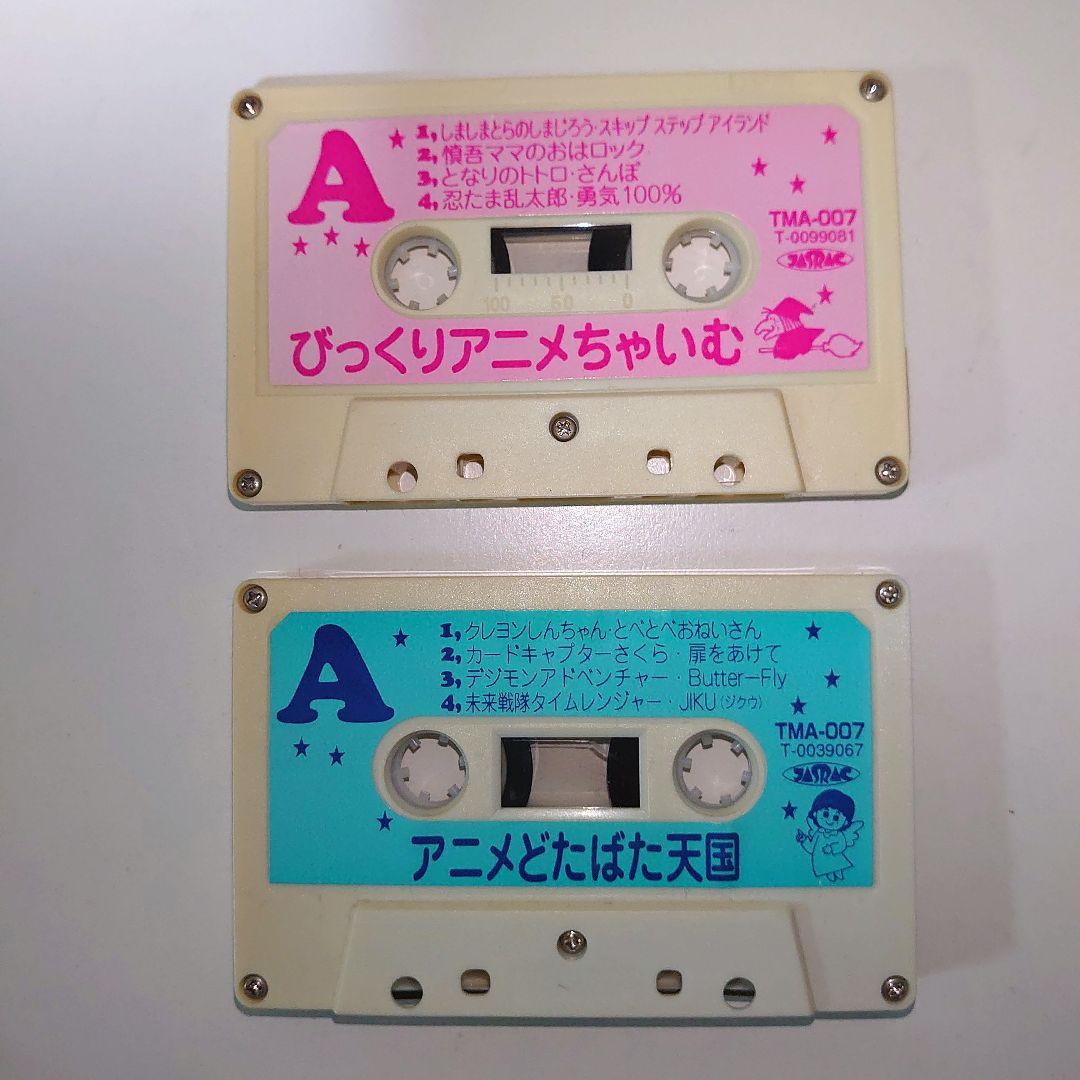 A
1,しましまとらのしまじろう・スキップ ステップ アイランド
2,慎吾ママのおはロック
3,となりのトトロ・さんぽ
4,忍たま乱太郎・勇気100%
TMA-007
T-0099081
JASRAC
100 50 0
びっくりアニメちゃいむ
A
1,クレヨンしんちゃん・とべとべおねいさん
2,カードキャプターさくら・扉をあけて
3,デジモンアドベンチャー・Butter-Fly
4,未来戦隊タイムレンジャー・JIKU(ジクウ)
TMA-007
T-0039067
JASRAC
アニメどたばた天国